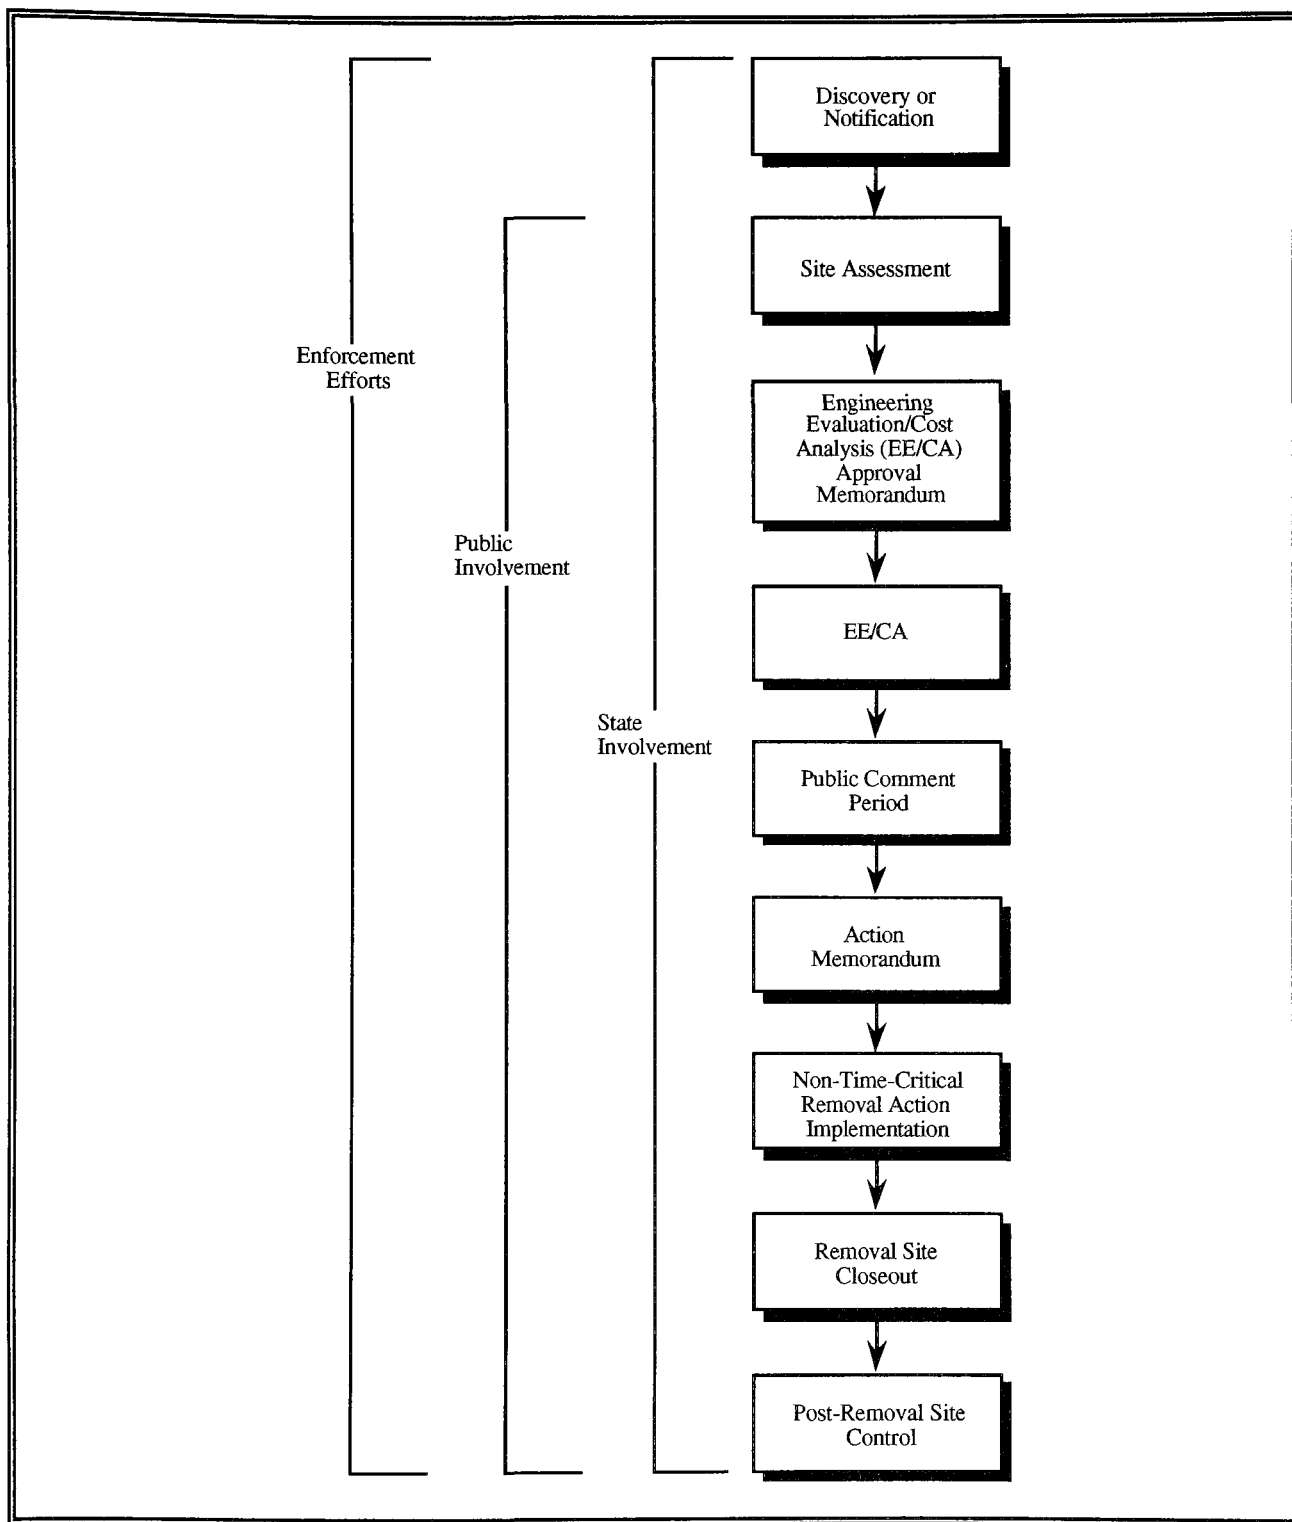 Discovery or
Notification
Site Assessment
Enforcement
Efforts
Engineering
Evaluation/Cost
Analysis (EE/CA)
Approval
Memorandum
Public
Involvement
EE/CA
State
Involvement
Public Comment
Period
Action
Memorandum
Non-Time-Critical
Removal Action
Implementation
Removal Site
Closeout
Post-Removal Site
Control